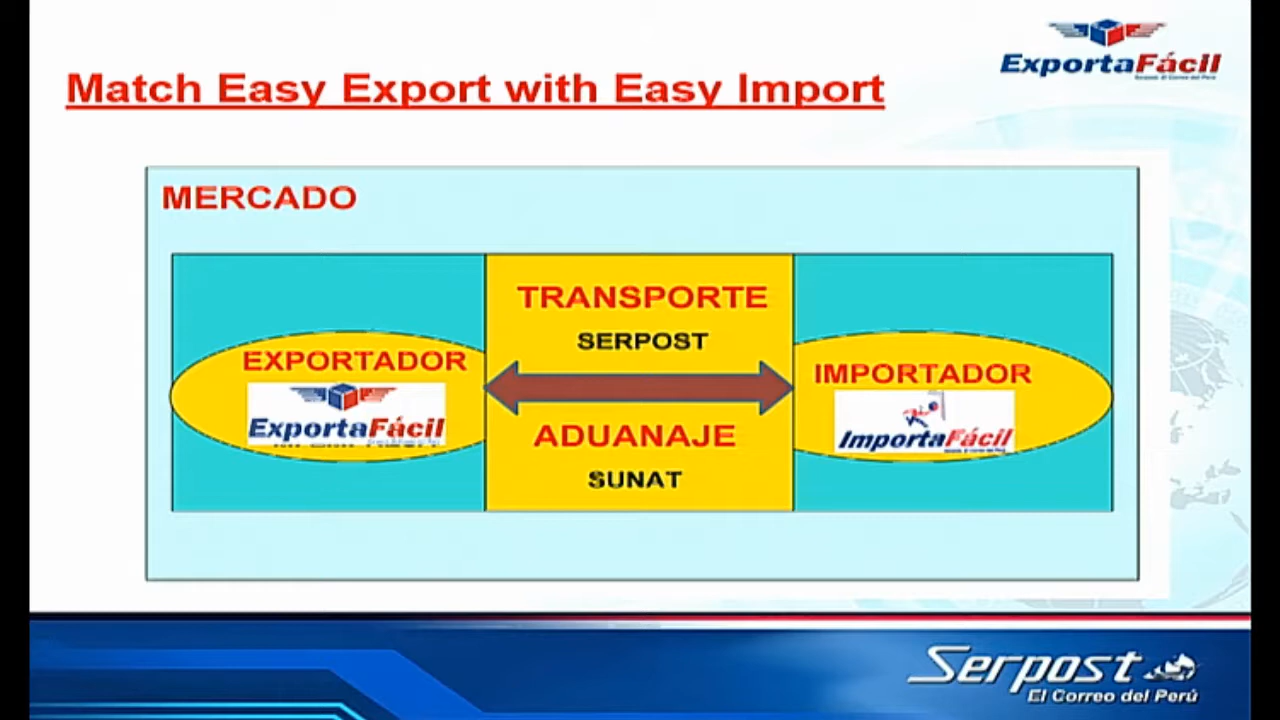 ExportaFácil
Match Easy Export with Easy Import
MERCADO
TRANSPORTE
SERPOST
EXPORTADOR
ExportaFácil
IMPORTADOR
ImportaFácil
ADUANAJE
SUNAT
Serpost
El Correo del Perú